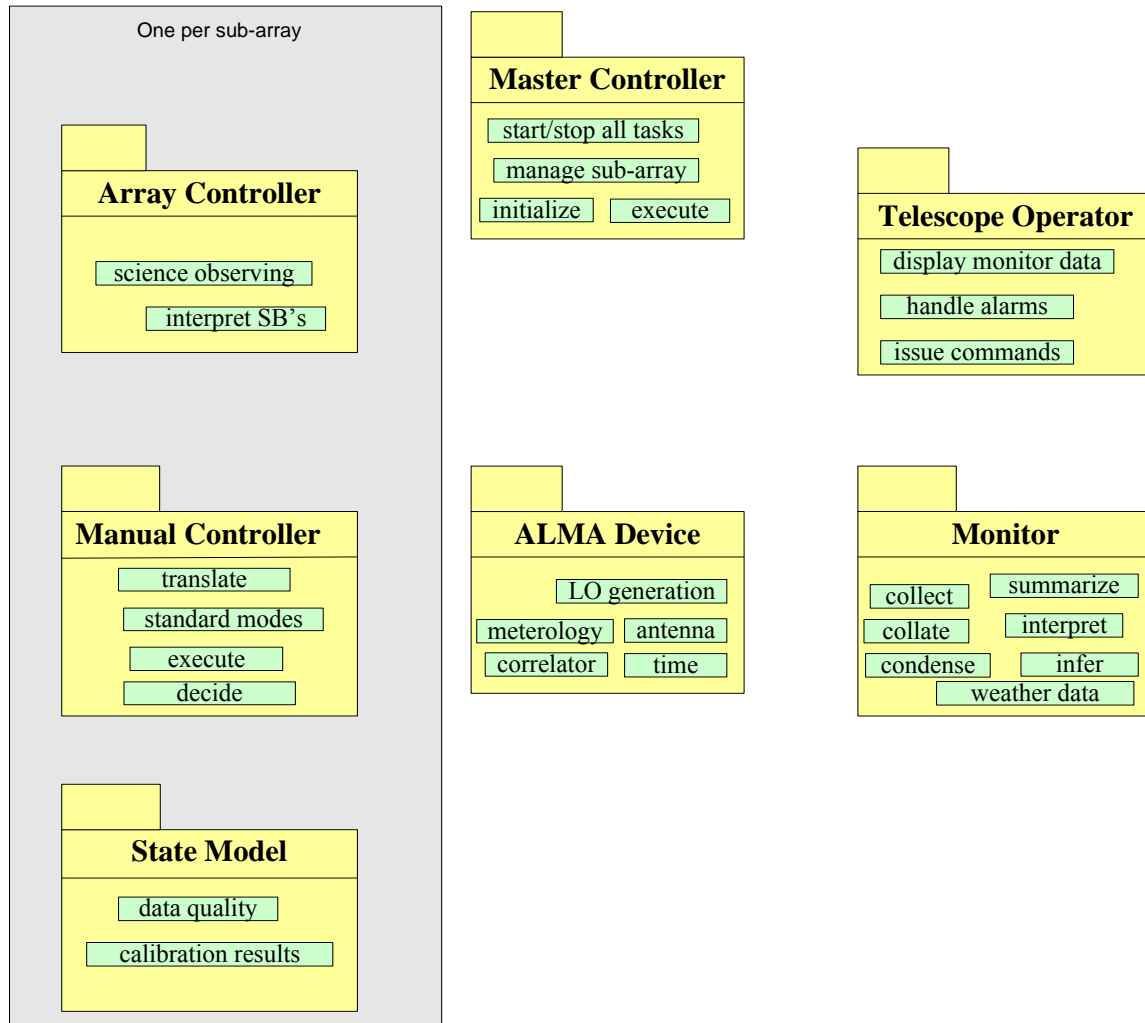 One per sub-array
Array Controller
science observing
interpret SB's
Manual Controller
translate
standard modes
execute
decide
State Model
data quality
calibration results
Master Controller
start/stop all tasks
manage sub-array
initialize execute
ALMA Device
LO generation
meterology antenna
correlator time
Telescope Operator
display monitor data
handle alarms
issue commands
Monitor
collect summarize
collate interpret
condense infer
weather data